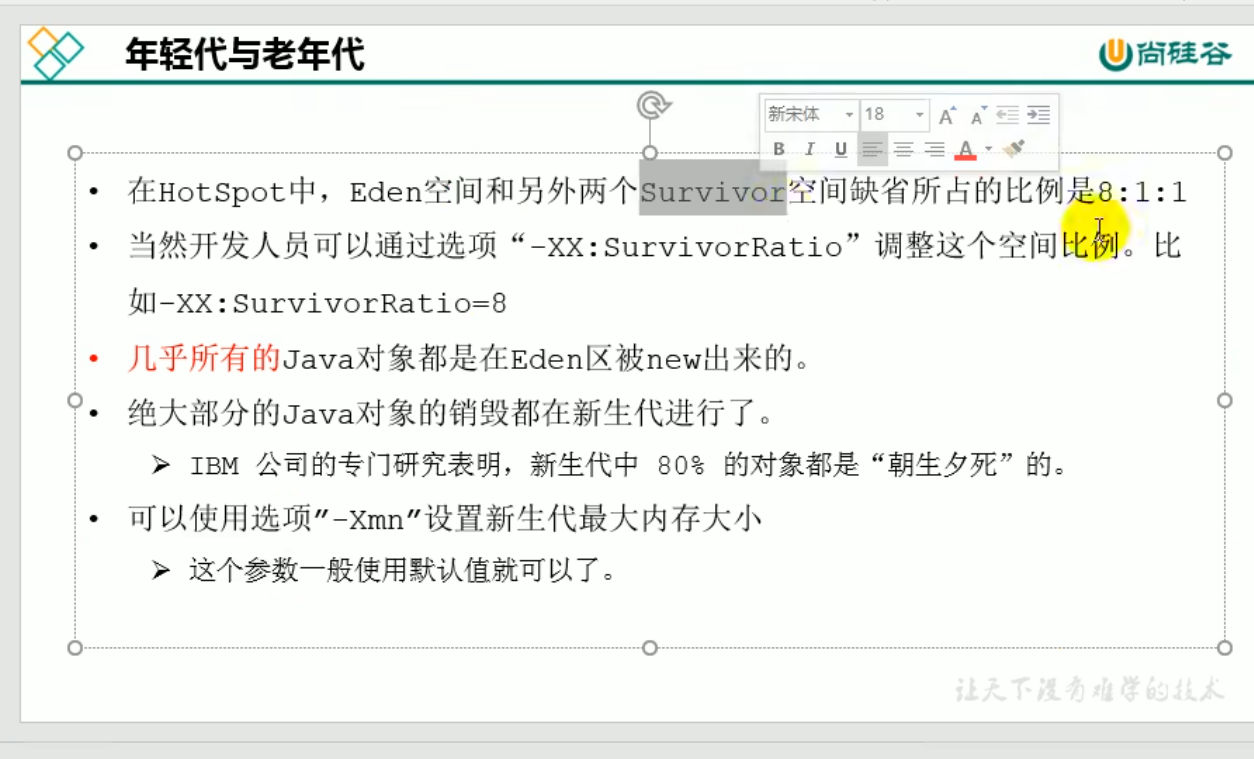 年轻代与老年代
尚硅谷
新宋体 18
B I U A
在HotSpot中，Eden空间和另外两个Survivor空间缺省所占的比例是8:1:1
当然开发人员可以通过选项“-XX:SurvivorRatio”调整这个空间比例。比
如-XX:SurvivorRatio=8
几乎所有的Java对象都是在Eden区被new出来的。
绝大部分的Java对象的销毁都在新生代进行了。
IBM 公司的专门研究表明，新生代中 80% 的对象都是“朝生夕死”的。
可以使用选项"-Xmn"设置新生代最大内存大小
这个参数一般使用默认值就可以了。
让天下没有难学的技术